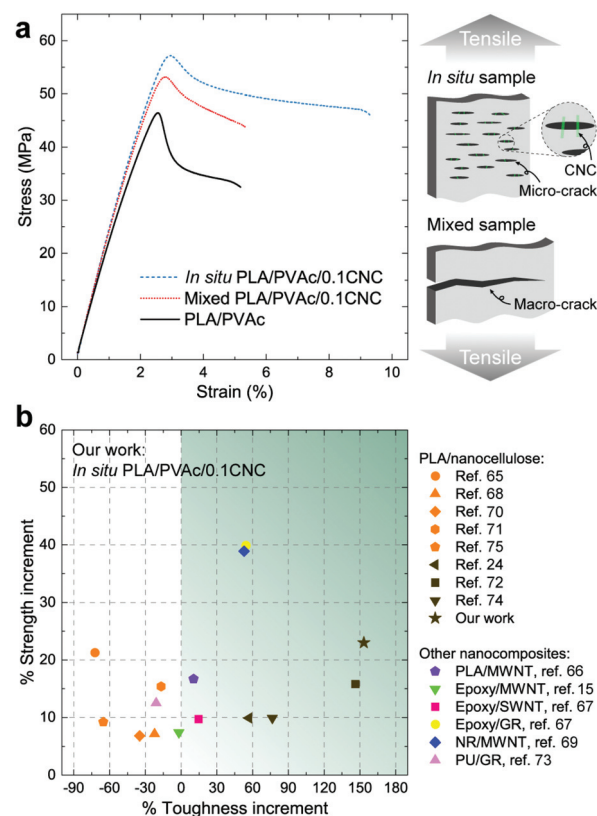 a
60
50
40
30
20
10
0
0
2
4
6
8
10
Stress (MPa)
Strain (%)
In situ PLA/PVAc/0.1CNC
Mixed PLA/PVAc/0.1CNC
PLA/PVAc
Tensile
In situ sample
CNC
Micro-crack
Mixed sample
Macro-crack
Tensile
b
60
50
40
30
20
10
0
-90
-60
-30
0
30
60
90
120
150
180
% Strength increment
% Toughness increment
Our work:
In situ PLA/PVAc/0.1CNC
PLA/nanocellulose:
Ref. 65
Ref. 68
Ref. 70
Ref. 71
Ref. 75
Ref. 24
Ref. 72
Ref. 74
Our work
Other nanocomposites:
PLA/MWNT, ref. 66
Epoxy/MWNT, ref. 15
Epoxy/SWNT, ref. 67
Epoxy/GR, ref. 67
NR/MWNT, ref. 69
PU/GR, ref. 73